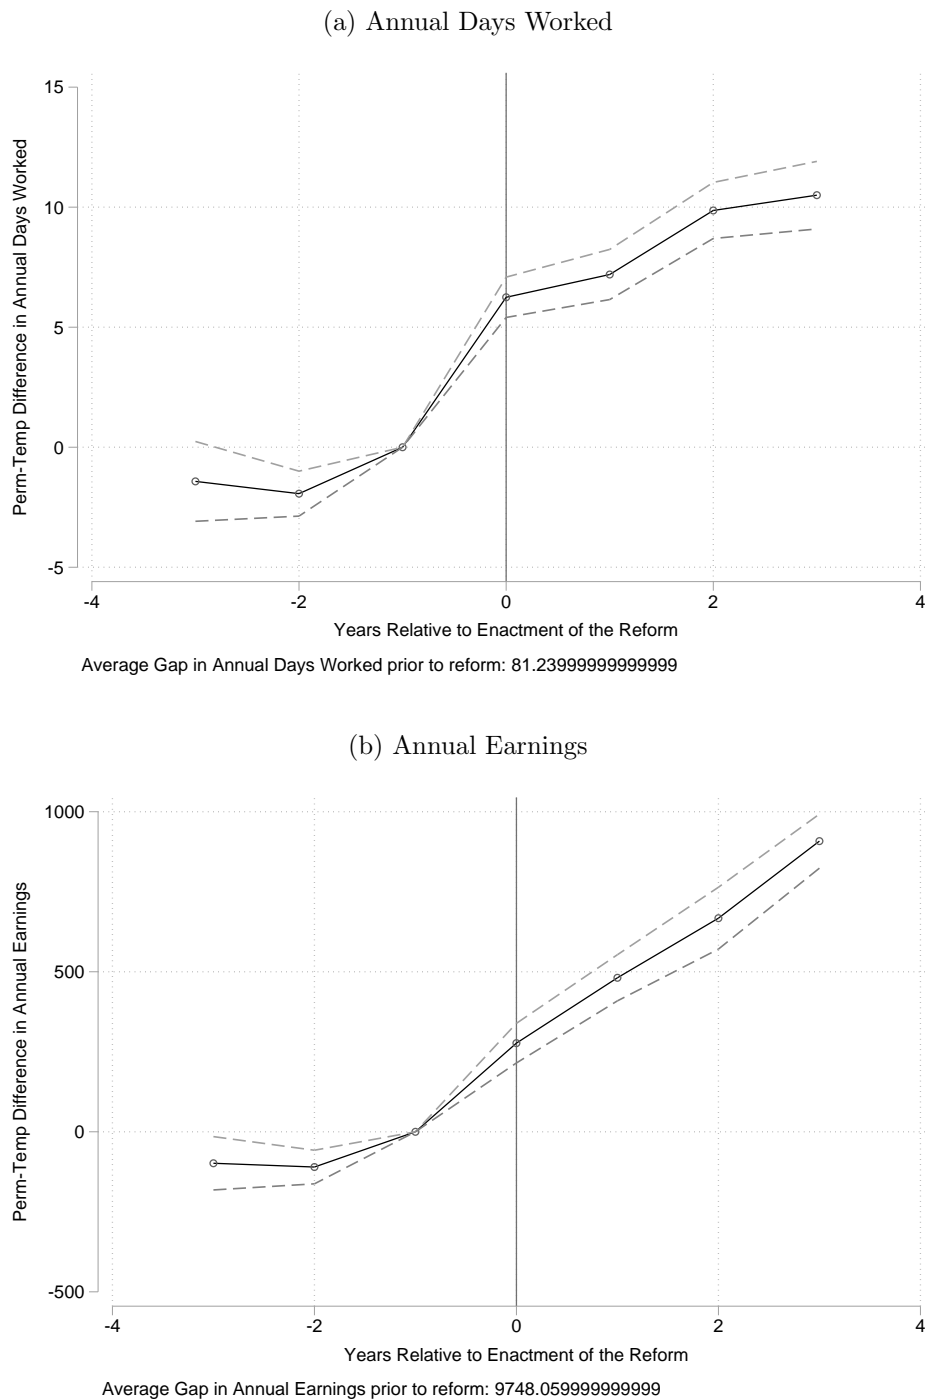 (a) Annual Days Worked
15
10
5
0
-5
Perm-Temp Difference in Annual Days Worked
-4 -2 0 2 4
Years Relative to Enactment of the Reform
Average Gap in Annual Days Worked prior to reform: 81.23999999999999
(b) Annual Earnings
1000
500
0
-500
Perm-Temp Difference in Annual Earnings
-4 -2 0 2 4
Years Relative to Enactment of the Reform
Average Gap in Annual Earnings prior to reform: 9748.059999999999